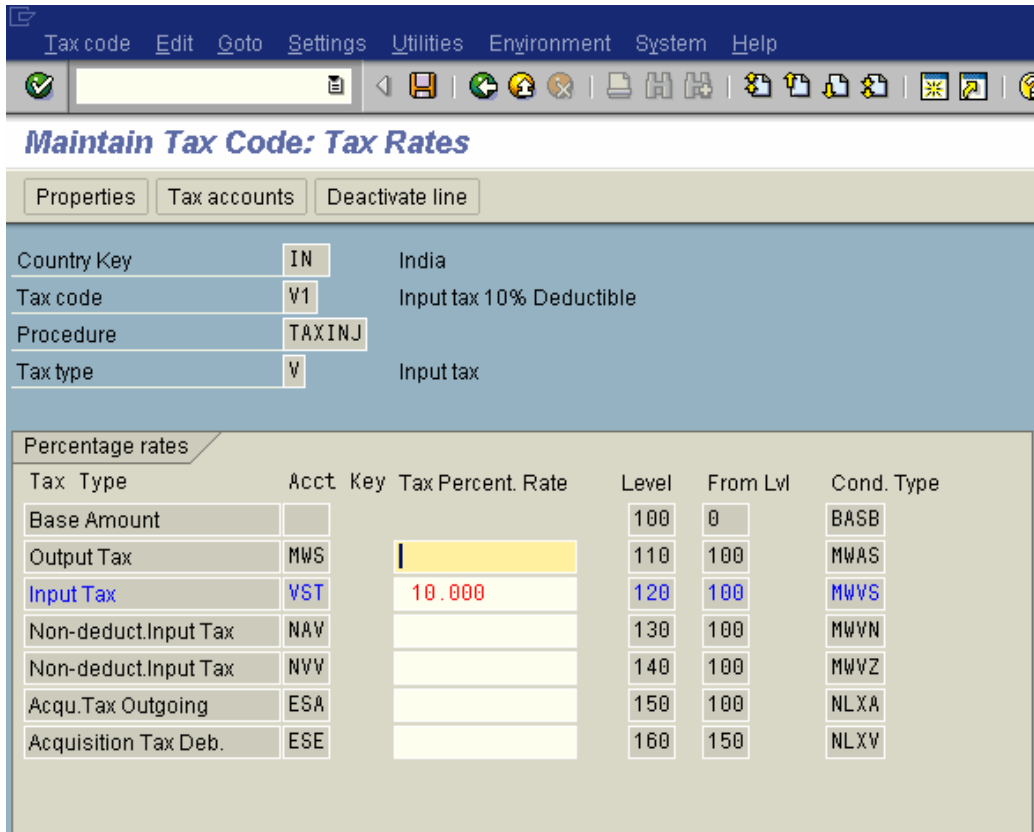 Tax code Edit Goto Settings Utilities Environment System Help
Maintain Tax Code: Tax Rates
Properties Tax accounts Deactivate line
Country Key IN India
Tax code V1 Input tax 10% Deductible
Procedure TAXINJ
Tax type V Input tax
Percentage rates
Tax Type Acct Key Tax Percent. Rate Level From Lvl Cond. Type
Base Amount 100 0 BASB
Output Tax MWS 110 100 MWAS
Input Tax VST 10.000 120 100 MWVS
Non-deduct.Input Tax NAV 130 100 MWVN
Non-deduct.Input Tax NVV 140 100 MWVZ
Acqu.Tax Outgoing ESA 150 100 NLXA
Acquisition Tax Deb. ESE 160 150 NLXV